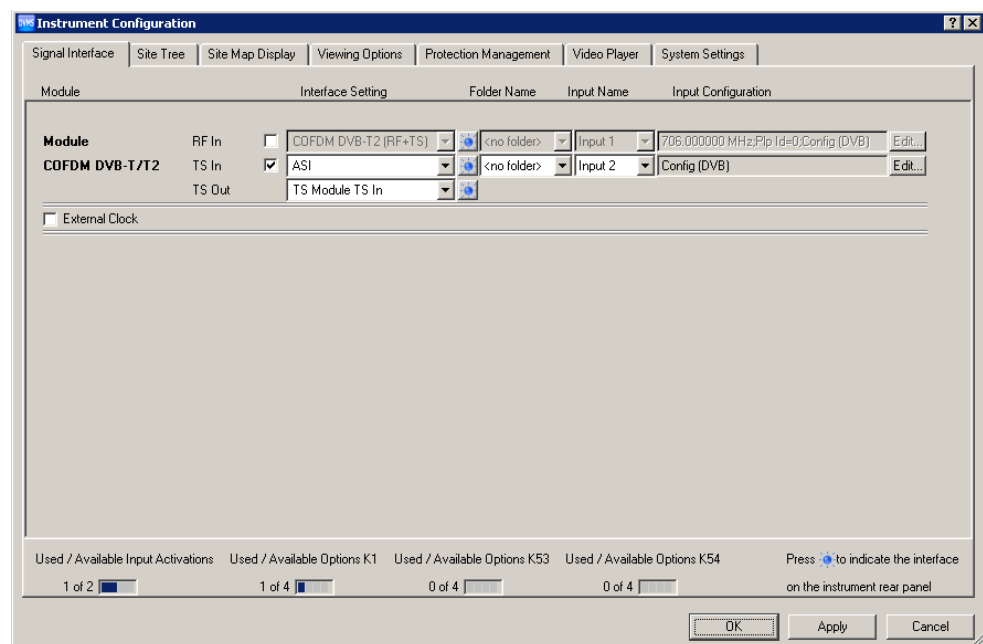 DVMS Instrument Configuration ? X
Signal Interface Site Tree Site Map Display Viewing Options Protection Management Video Player System Settings
Module Interface Setting Folder Name Input Name Input Configuration
Module RF In COFDM DVB-T2 (RF+TS) <no folder> Input 1 706.000000 MHz;Plp Id=0;Config (DVB) Edit...
COFDM DVB-T/T2 TS In ASI <no folder> Input 2 Config (DVB) Edit...
TS Out TS Module TS In
External Clock
Used / Available Input Activations Used / Available Options K1 Used / Available Options K53 Used / Available Options K54 Press to indicate the interface
1 of 2 1 of 4 0 of 4 0 of 4 on the instrument rear panel
OK Apply Cancel